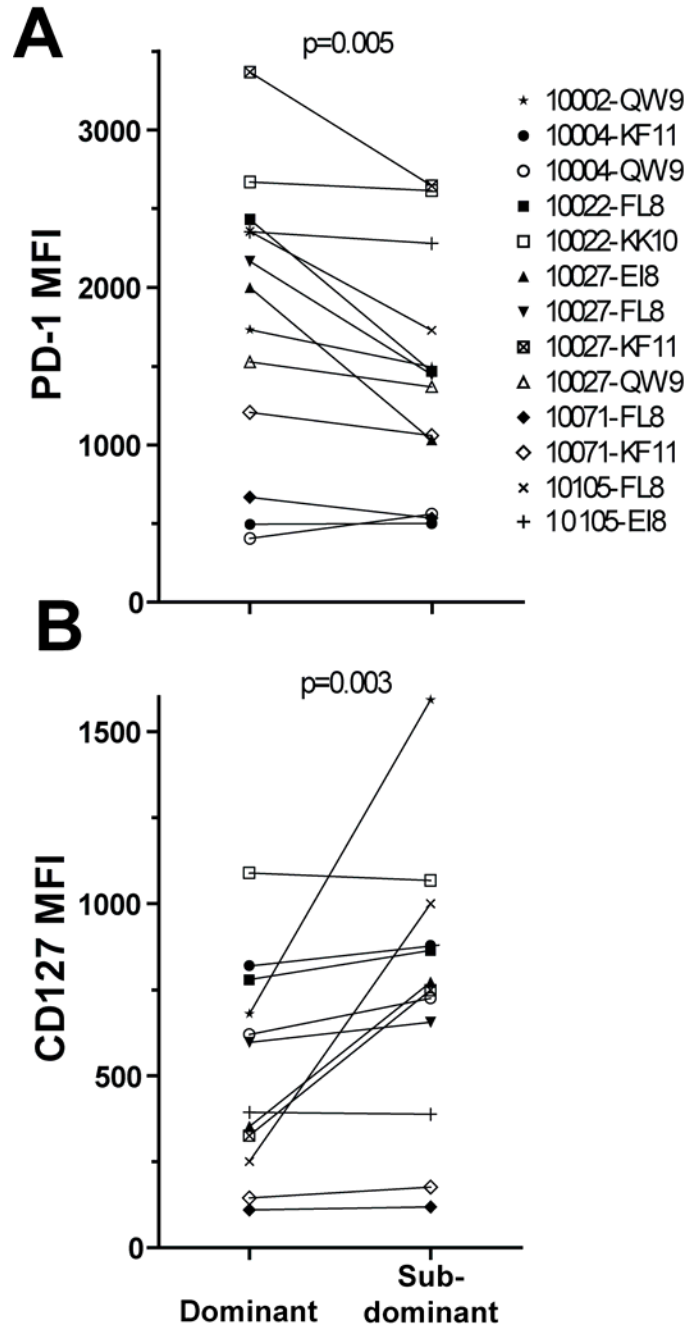 A
p=0.005
3000
2000
1000
0
PD-1 MFI
10002-QW9
10004-KF11
10004-QW9
10022-FL8
10022-KK10
10027-EI8
10027-FL8
10027-KF11
10027-QW9
10071-FL8
10071-KF11
10105-FL8
10105-EI8
B
p=0.003
1500
1000
500
0
CD127 MFI
Dominant
Sub-
dominant